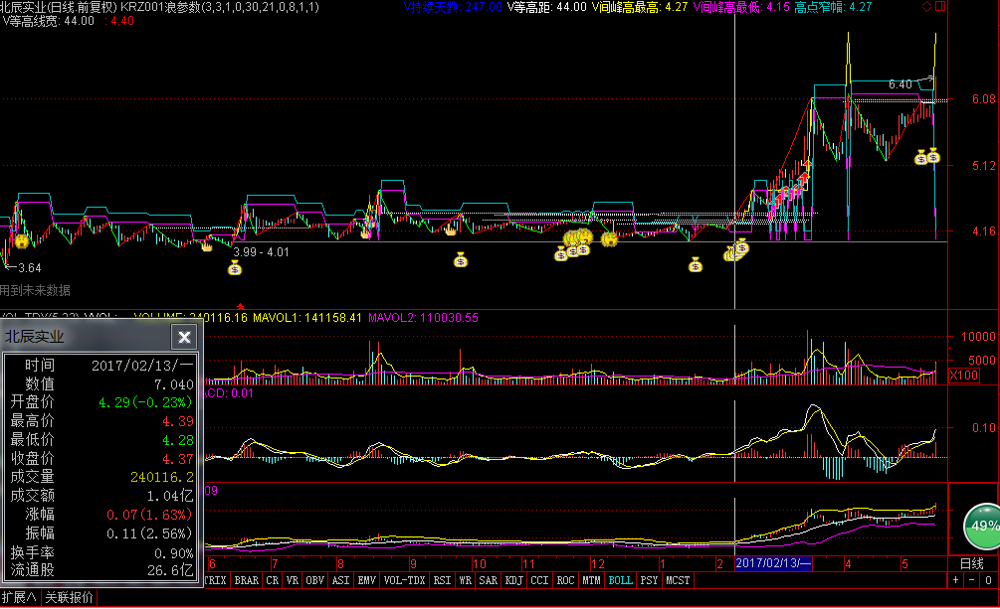 北辰实业(日线.前复权) KRZ001浪参数(3,3,1,0,30,21,0,8,1,1) V持续天数: 247.00 V等高距: 44.00 V间峰高最高: 4.27 V间峰高最低: 4.15 高点窄幅: 4.27
V等高线宽: 44.00 : 4.40
6.40
6.08
5.12
4.16
3.99 - 4.01
←3.64
用到未来数据
VOLUME: 240116.16 MAVOL1: 141158.41 MAVOL2: 110030.55
北辰实业
时间 2017/02/13/一
数值 7.040
开盘价 4.29(-0.23%)
最高价 4.39
最低价 4.28
收盘价 4.37
成交量 240116.2
成交额 1.04亿
涨幅 0.07(1.63%)
振幅 0.11(2.56%)
换手率 0.90%
流通股 26.6亿
10000
5000
X100
ACD: 0.01
0.10
09
49%
6 7 8 9 10 11 12 1 2 2017/02/13/一 4 5 日线
TRIX BRAR CR VR OBV ASI EMV VOL-TDX RSI WR SAR KDJ CCI ROC MTM BOLL PSY MCST + - 0
扩展∧ 关联报价